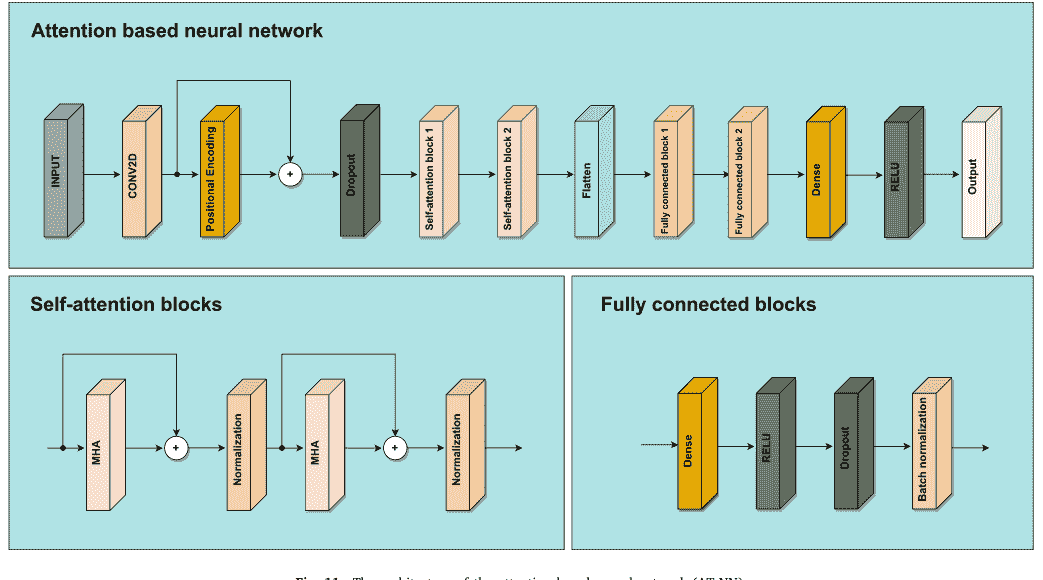 Attention based neural network
INPUT
CONV2D
Positional Encoding
+
Dropout
Self-attention block 1
Self-attention block 2
Flatten
Fully connected block 1
Fully connected block 2
Dense
RELU
Output
Self-attention blocks
MHA
+
Normalization
MHA
+
Normalization
Fully connected blocks
Dense
RELU
Dropout
Batch normalization